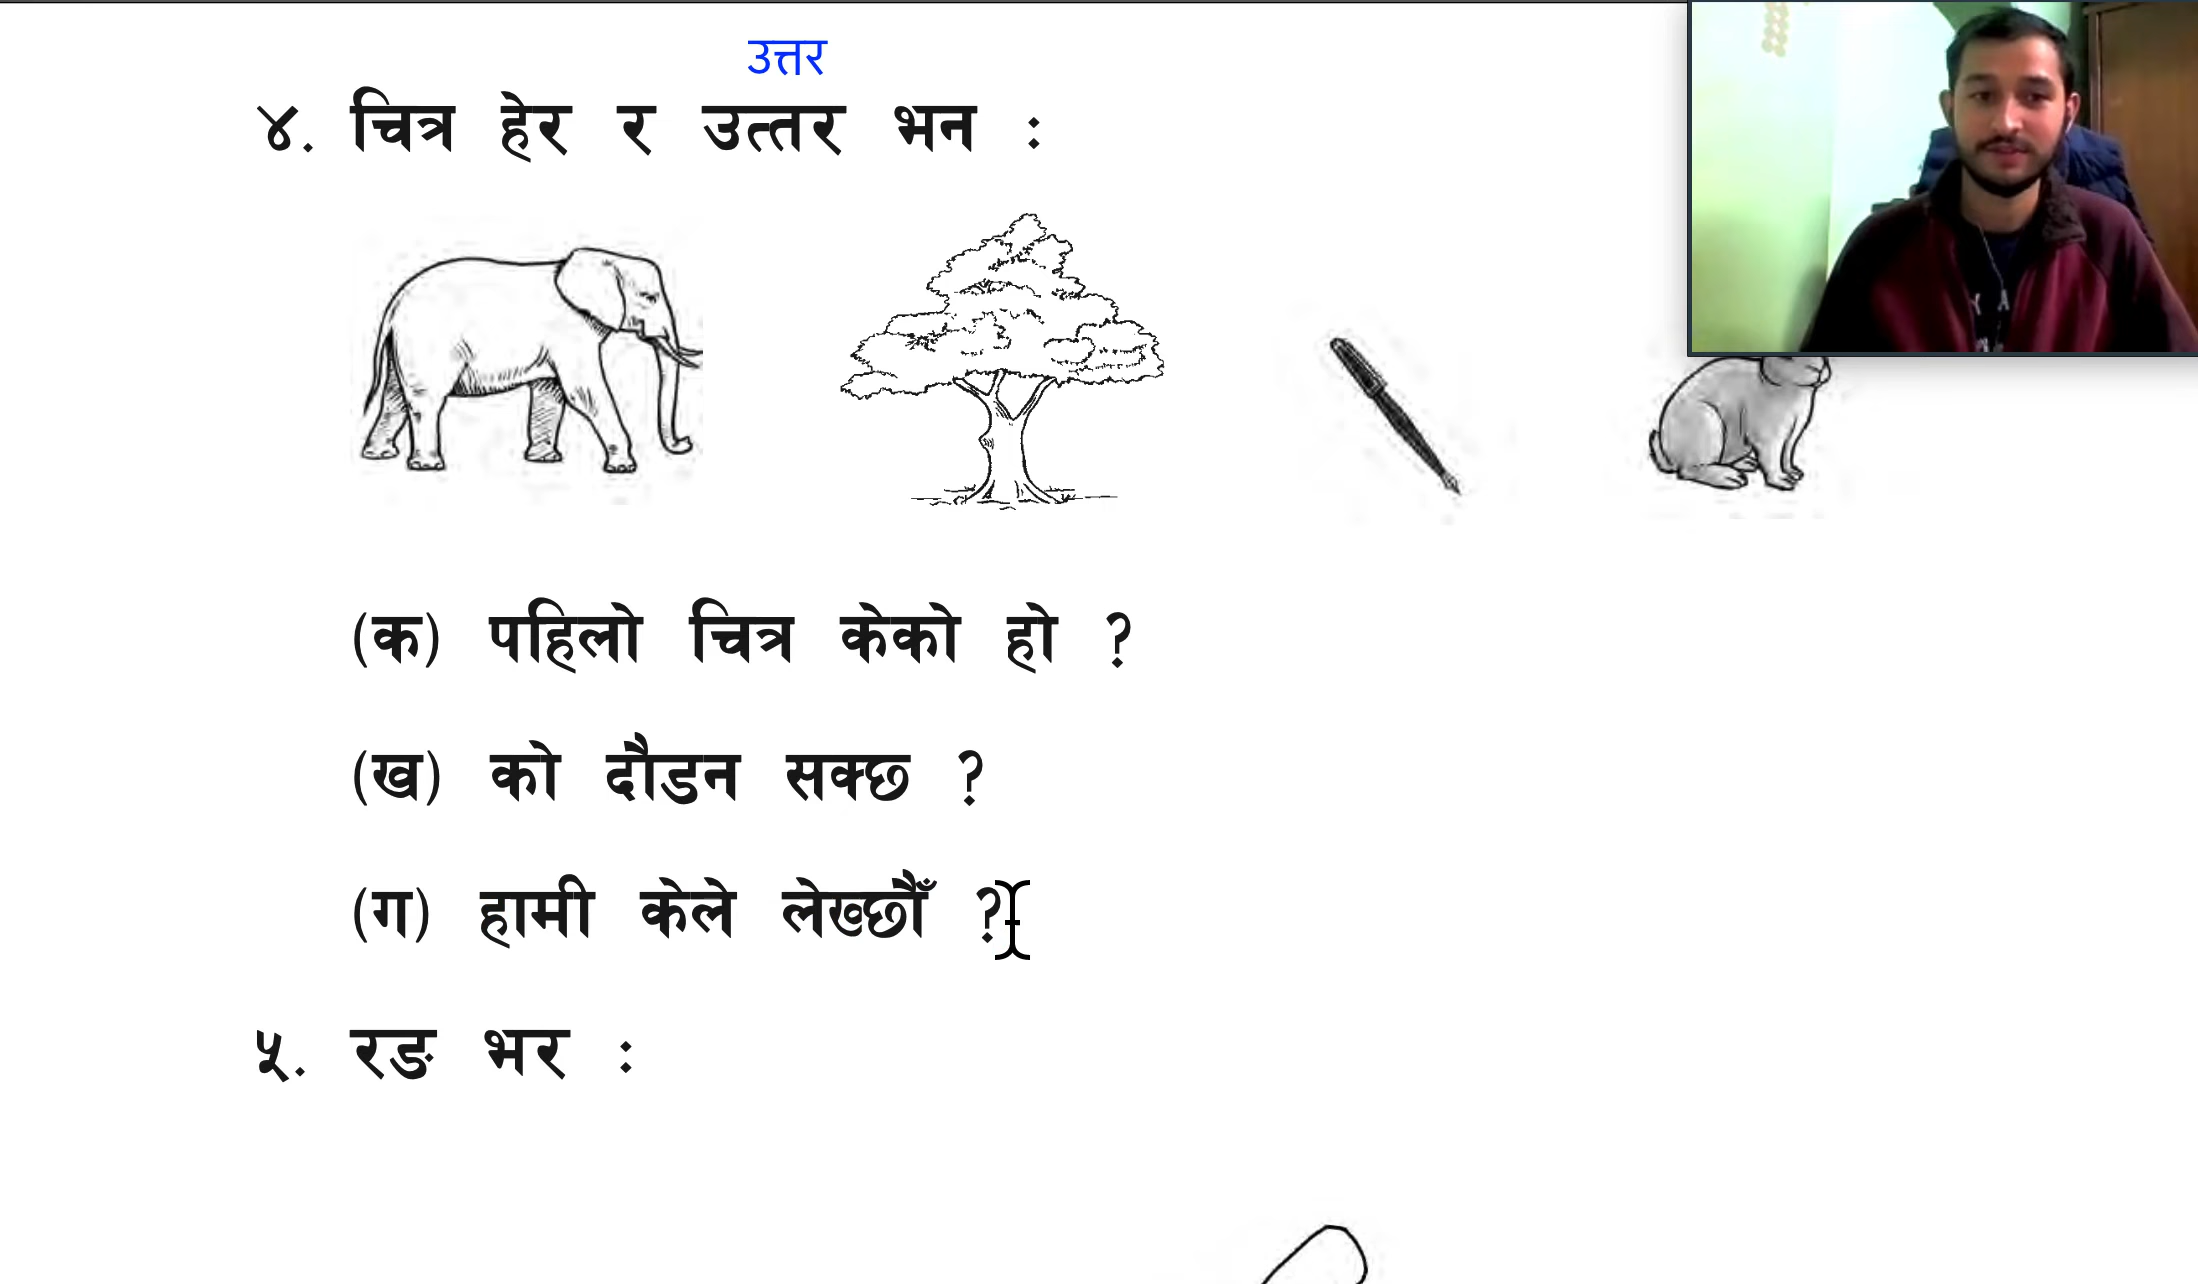 उत्तर
४. चित्र हेर र उत्तर भन :
(क) पहिलो चित्र केको हो ?
(ख) को दौडन सक्छ ?
(ग) हामी केले लेख्छौँ ?
५. रङ भर :